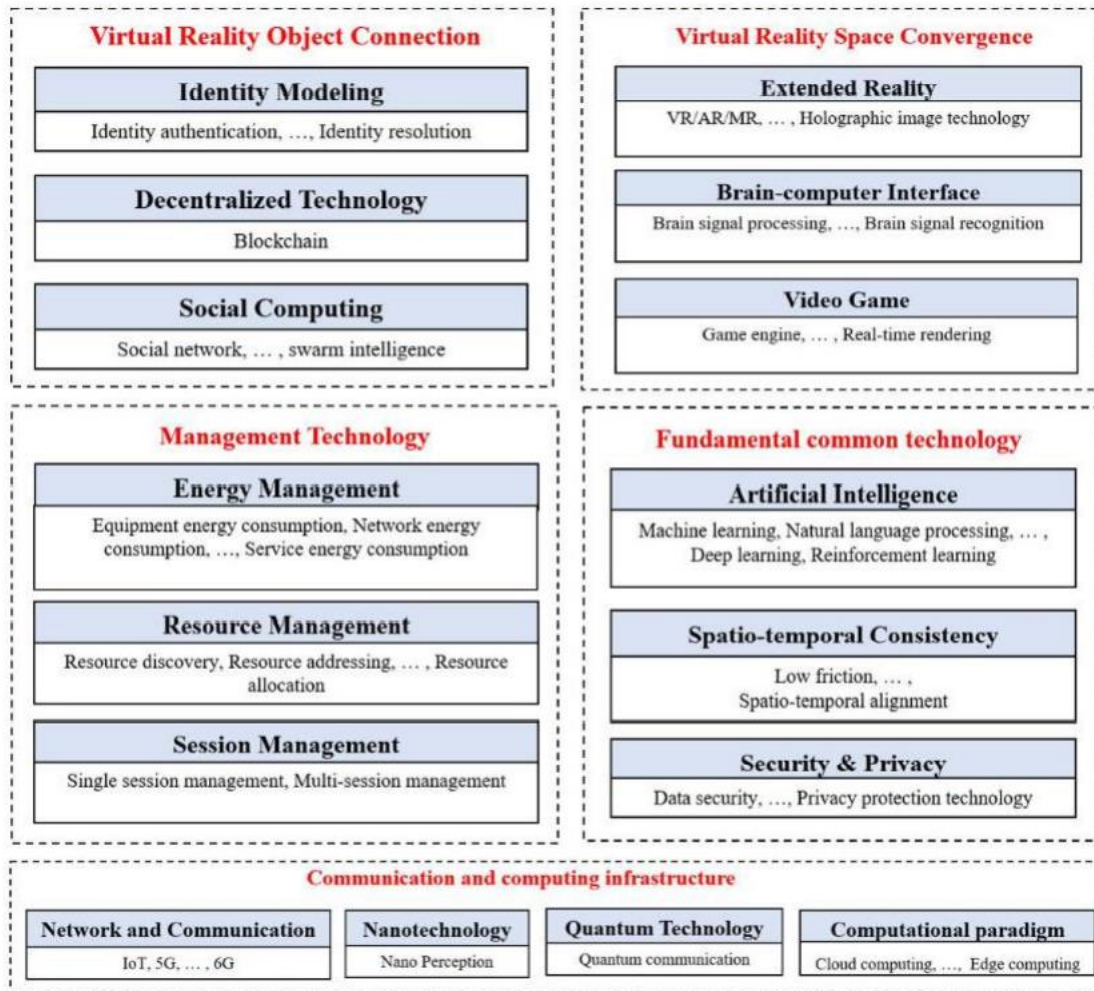 Virtual Reality Object Connection
Identity Modeling
Identity authentication, …, Identity resolution
Decentralized Technology
Blockchain
Social Computing
Social network, … , swarm intelligence
Virtual Reality Space Convergence
Extended Reality
VR/AR/MR, … , Holographic image technology
Brain-computer Interface
Brain signal processing, …, Brain signal recognition
Video Game
Game engine, … , Real-time rendering
Management Technology
Energy Management
Equipment energy consumption, Network energy
consumption, …, Service energy consumption
Resource Management
Resource discovery, Resource addressing, … , Resource
allocation
Session Management
Single session management, Multi-session management
Fundamental common technology
Artificial Intelligence
Machine learning, Natural language processing, … ,
Deep learning, Reinforcement learning
Spatio-temporal Consistency
Low friction, … ,
Spatio-temporal alignment
Security & Privacy
Data security, …, Privacy protection technology
Communication and computing infrastructure
Network and Communication
IoT, 5G, … , 6G
Nanotechnology
Nano Perception
Quantum Technology
Quantum communication
Computational paradigm
Cloud computing, …, Edge computing